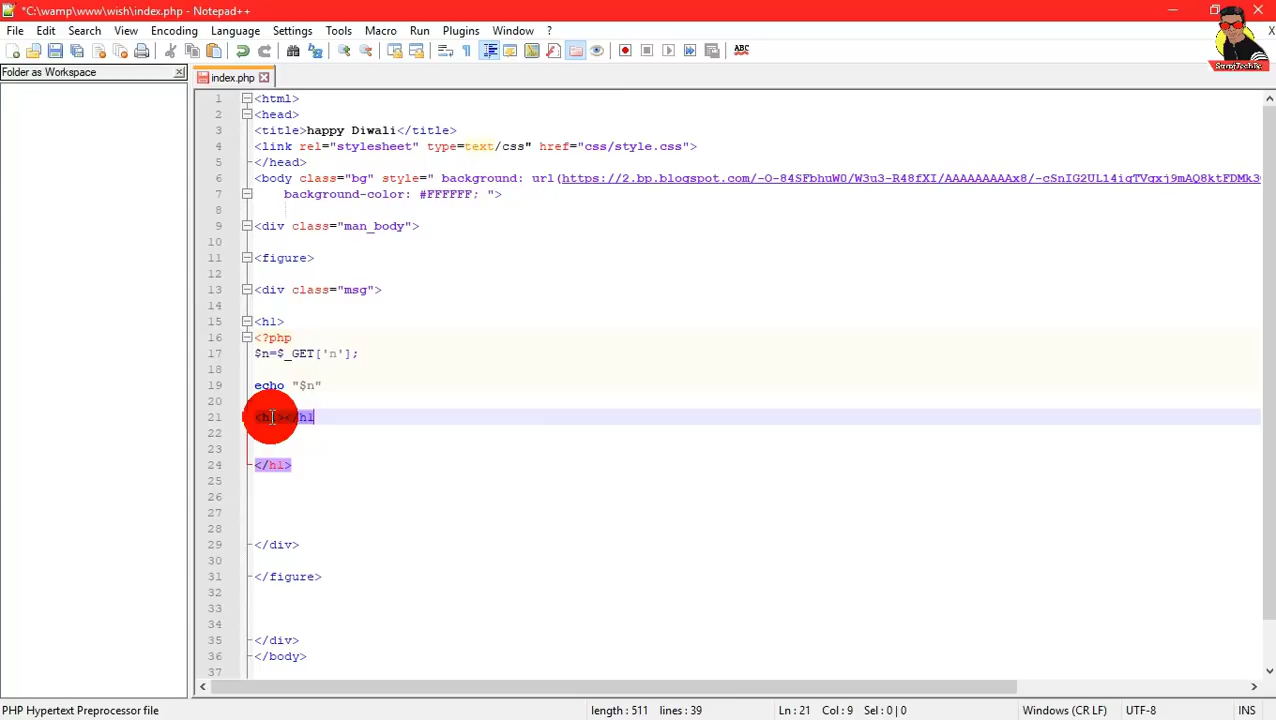 *C:\wamp\www\wish\index.php - Notepad++
File Edit Search View Encoding Language Settings Tools Macro Run Plugins Window ? X
Folder as Workspace
index.php
1 <html>
2 <head>
3 <title>happy Diwali</title>
4 <link rel="stylesheet" type=text/css" href="css/style.css">
5 </head>
6 <body class="bg" style=" background: url(https://2.bp.blogspot.com/-O-84SFbhuW0/W3u3-R48fXI/AAAAAAAAAx8/-cSnIG2UL14iqTVqxj9mAQ8ktFDMk3
7 background-color: #FFFFFF; ">
8
9 <div class="man_body">
10
11 <figure>
12
13 <div class="msg">
14
15 <h1>
16 <?php
17 $n=$_GET['n'];
18
19 echo "$n"
20
21 <h1></h1
22
23
24 </h1>
25
26
27
28
29 </div>
30
31 </figure>
32
33
34
35 </div>
36 </body>
37
PHP Hypertext Preprocessor file length : 511 lines : 39 Ln : 21 Col : 9 Sel : 0 | 0 Windows (CR LF) UTF-8 INS